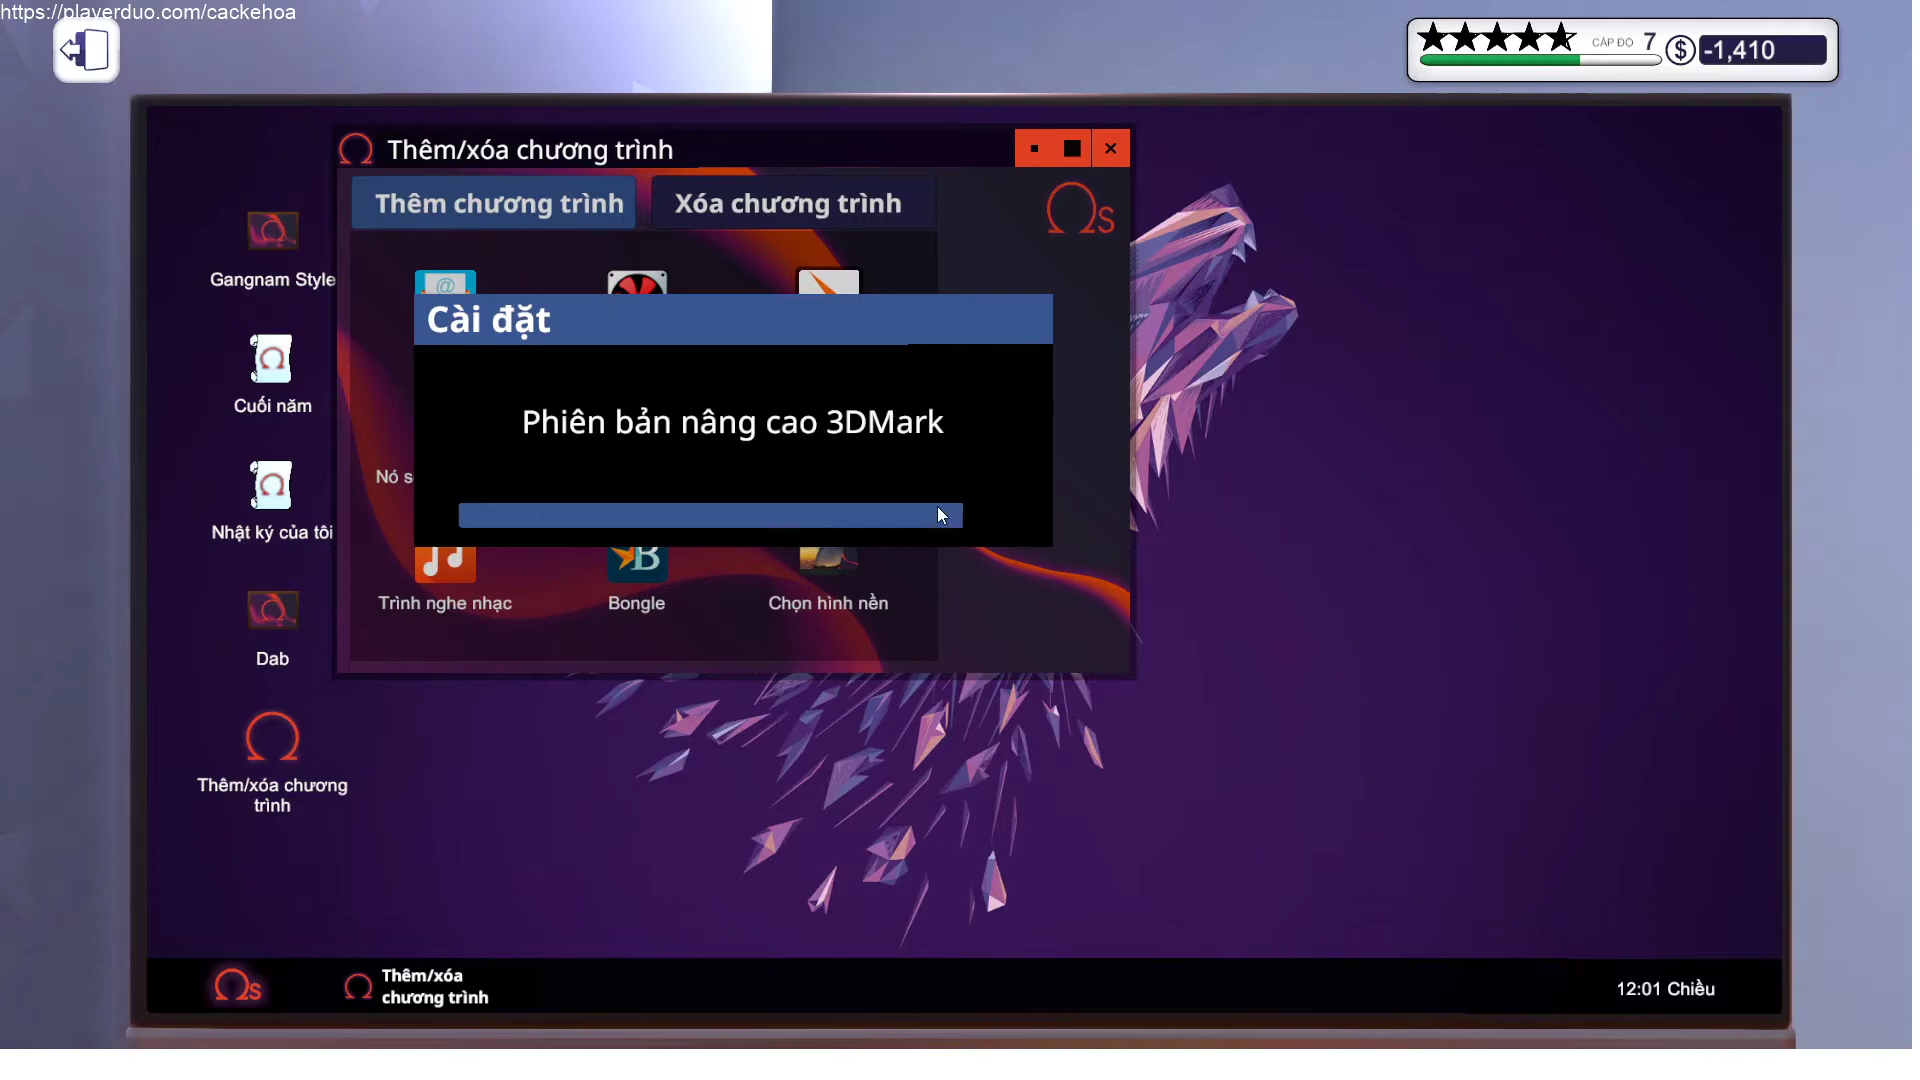 https://playerduo.com/cackehoa
CẤP ĐỘ 7
$ -1,410
Thêm/xóa chương trình
Thêm chương trình
Xóa chương trình
Ωs
Gangnam Style
Cài đặt
Phiên bản nâng cao 3DMark
Cuối năm
Nó s
Nhật ký của tôi
Trình nghe nhạc
Bongle
Chọn hình nền
Dab
Thêm/xóa chương
trình
Ωs
Thêm/xóa
chương trình
12:01 Chiều